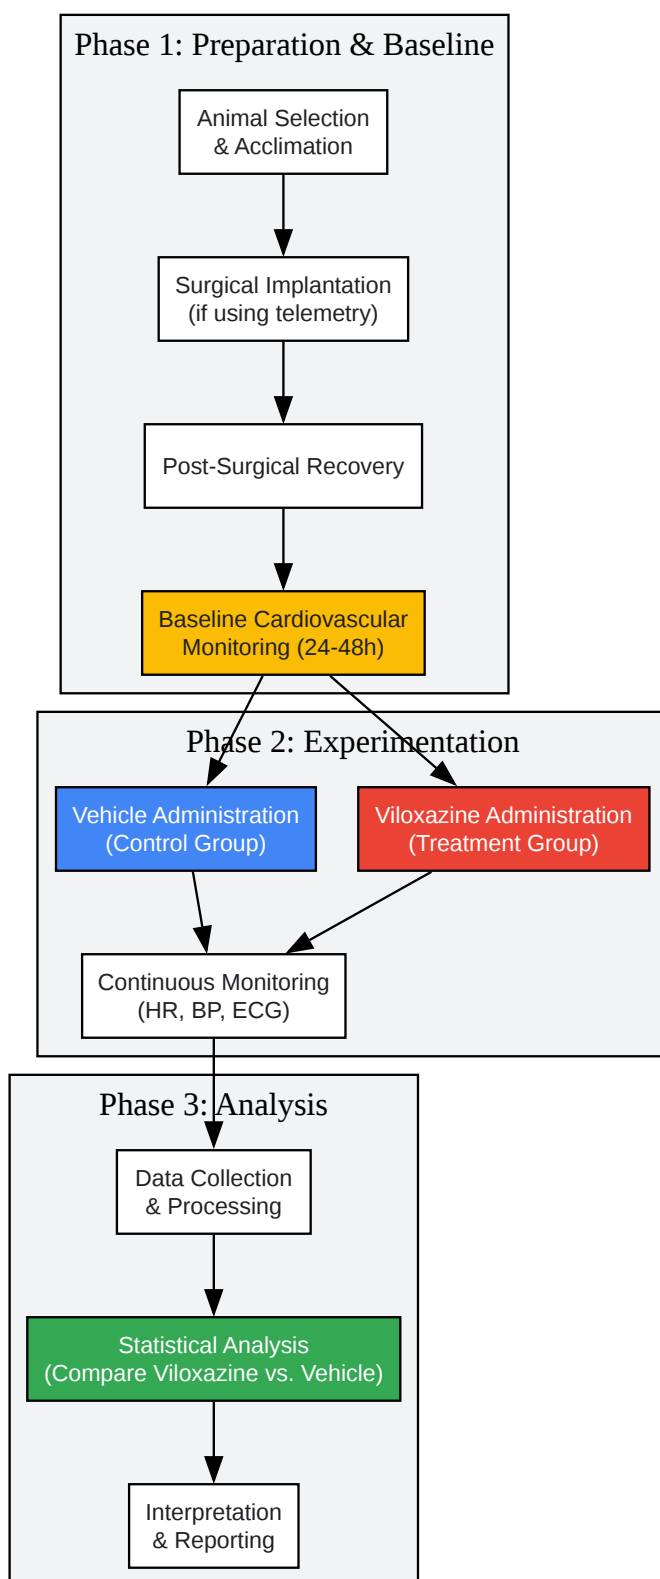 Phase 1: Preparation & Baseline
Animal Selection
& Acclimation
Surgical Implantation
(if using telemetry)
Post-Surgical Recovery
Baseline Cardiovascular
Monitoring (24-48h)
Phase 2: Experimentation
Vehicle Administration
(Control Group)
Viloxazine Administration
(Treatment Group)
Continuous Monitoring
(HR, BP, ECG)
Phase 3: Analysis
Data Collection
& Processing
Statistical Analysis
(Compare Viloxazine vs. Vehicle)
Interpretation
& Reporting